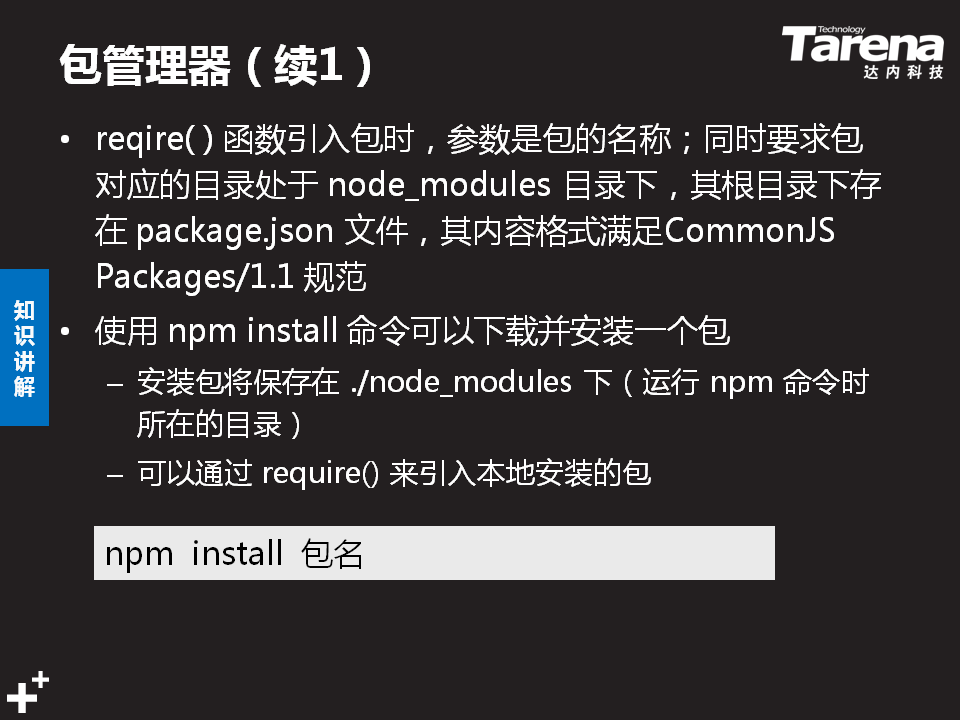 包管理器（续1）
Technology
Tarena
达内科技
• reqire( ) 函数引入包时，参数是包的名称；同时要求包
对应的目录处于 node_modules 目录下，其根目录下存
在 package.json 文件，其内容格式满足CommonJS
Packages/1.1 规范
知识讲解
• 使用 npm install 命令可以下载并安装一个包
– 安装包将保存在 ./node_modules 下（运行 npm 命令时
所在的目录）
– 可以通过 require() 来引入本地安装的包
npm install 包名